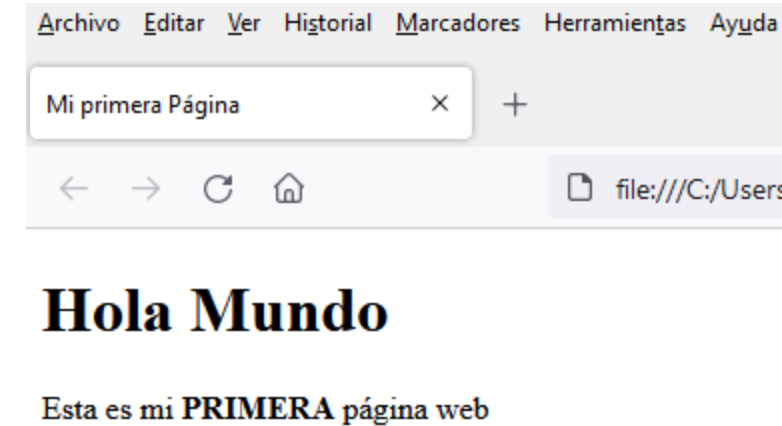 Archivo Editar Ver Historial Marcadores Herramientas Ayuda
Mi primera Página
file:///C:/Users
Hola Mundo
Esta es mi PRIMERA página web